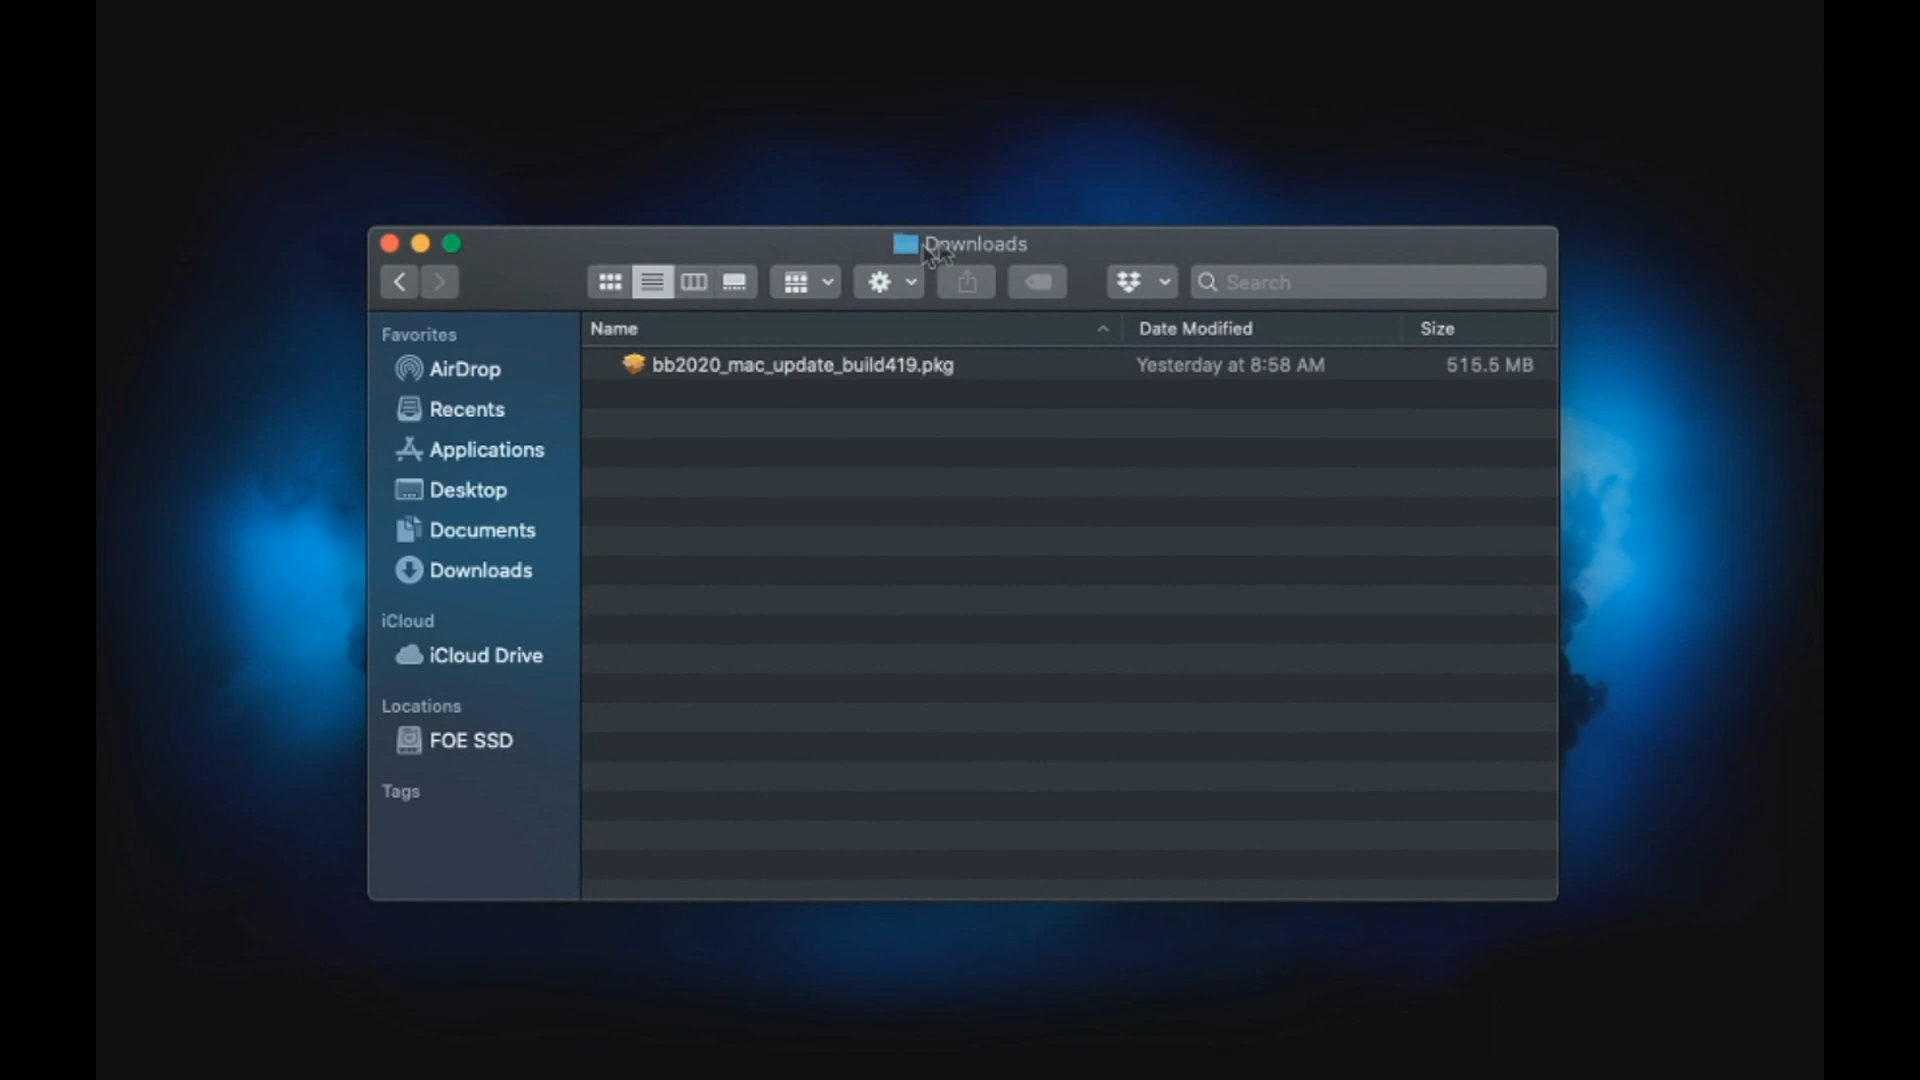 Downloads
Search
Favorites
AirDrop
Recents
Applications
Desktop
Documents
Downloads
iCloud
iCloud Drive
Locations
FOE SSD
Tags
Name Date Modified Size
bb2020_mac_update_build419.pkg Yesterday at 8:58 AM 515.5 MB